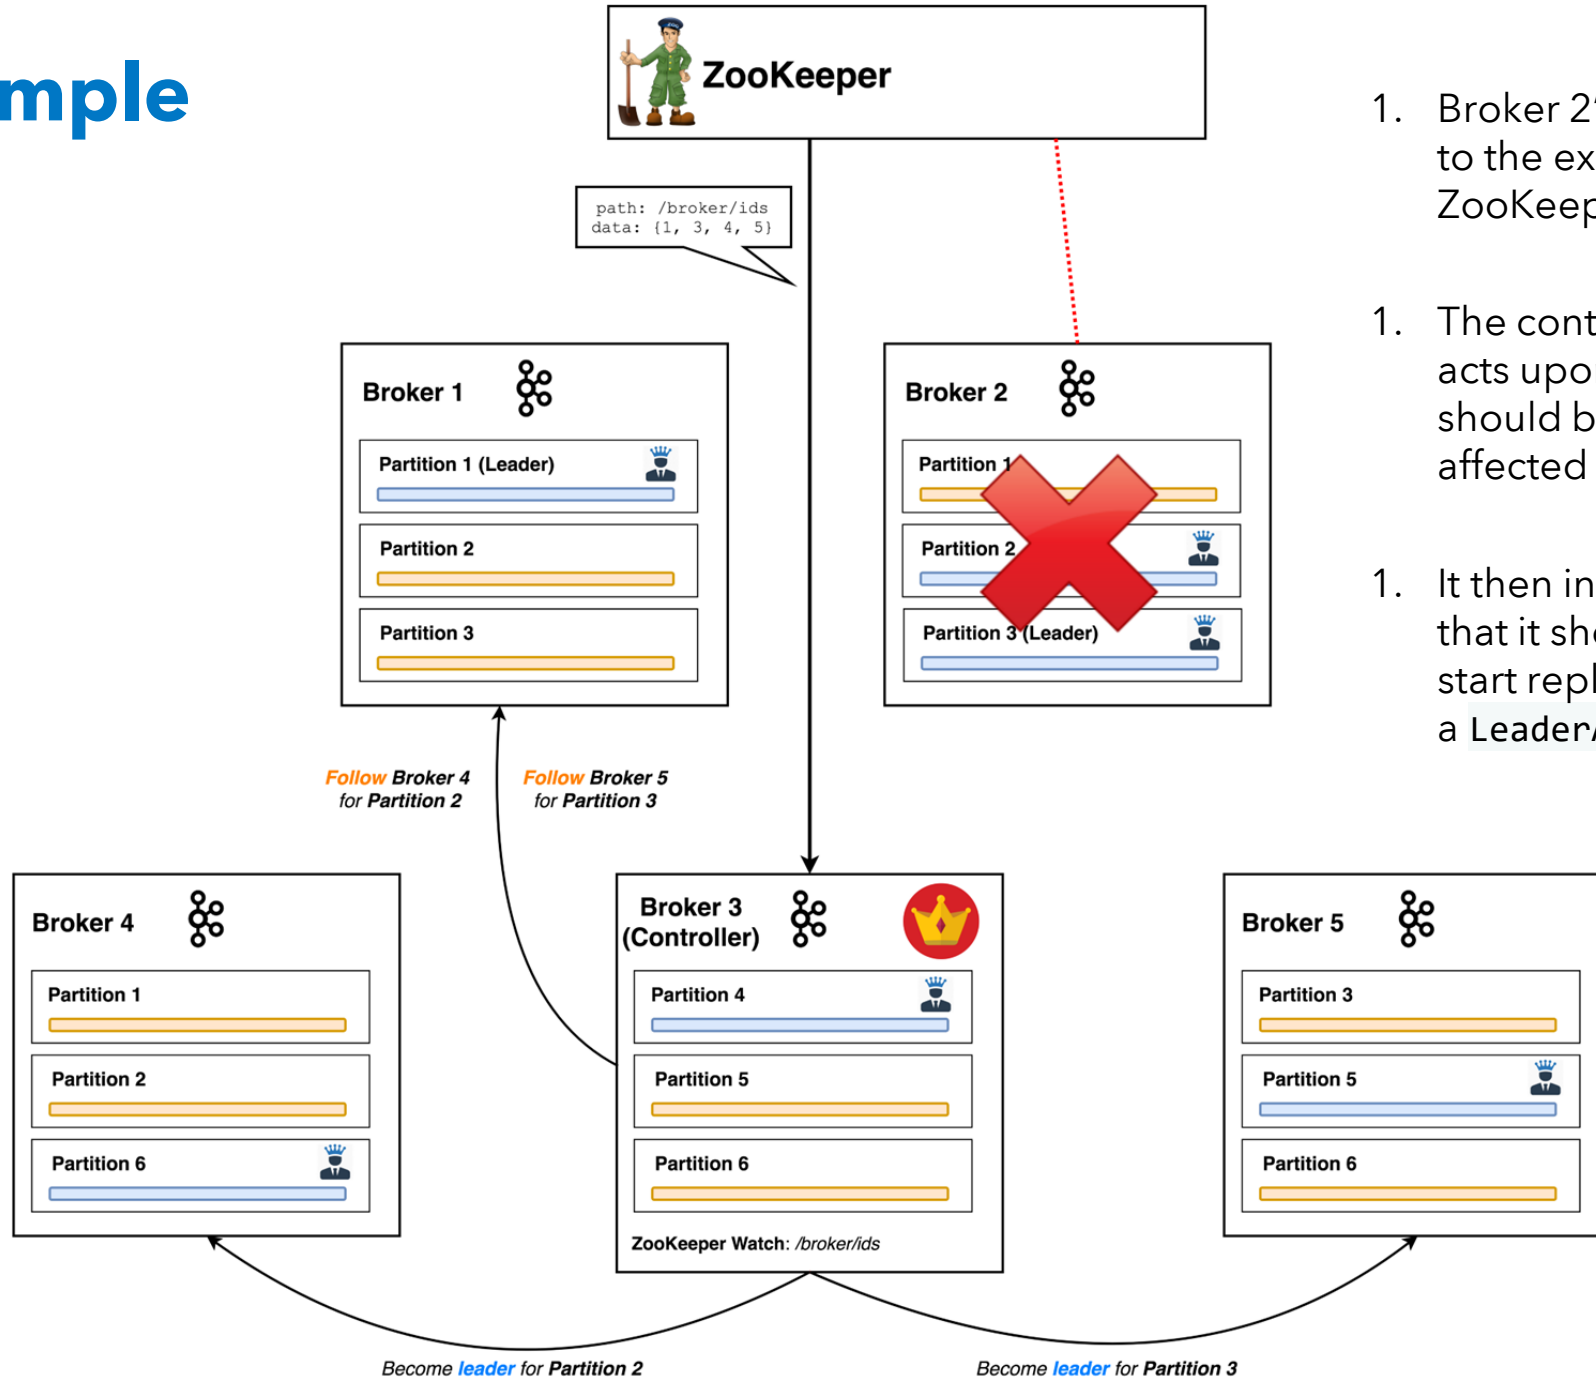 mple
ZooKeeper
path: /broker/ids
data: {1, 3, 4, 5}
Broker 1
Partition 1 (Leader)
Partition 2
Partition 3
Broker 2
Partition 1
Partition 2
Partition 3 (Leader)
Follow Broker 4
for Partition 2
Follow Broker 5
for Partition 3
Broker 4
Partition 1
Partition 2
Partition 6
Broker 3
(Controller)
Partition 4
Partition 5
Partition 6
ZooKeeper Watch: /broker/ids
Broker 5
Partition 3
Partition 5
Partition 6
Become leader for Partition 2
Become leader for Partition 3
1. Broker 2'
to the ex
ZooKeep
1. The cont
acts upo
should b
affected
1. It then in
that it sho
start repl
a Leader